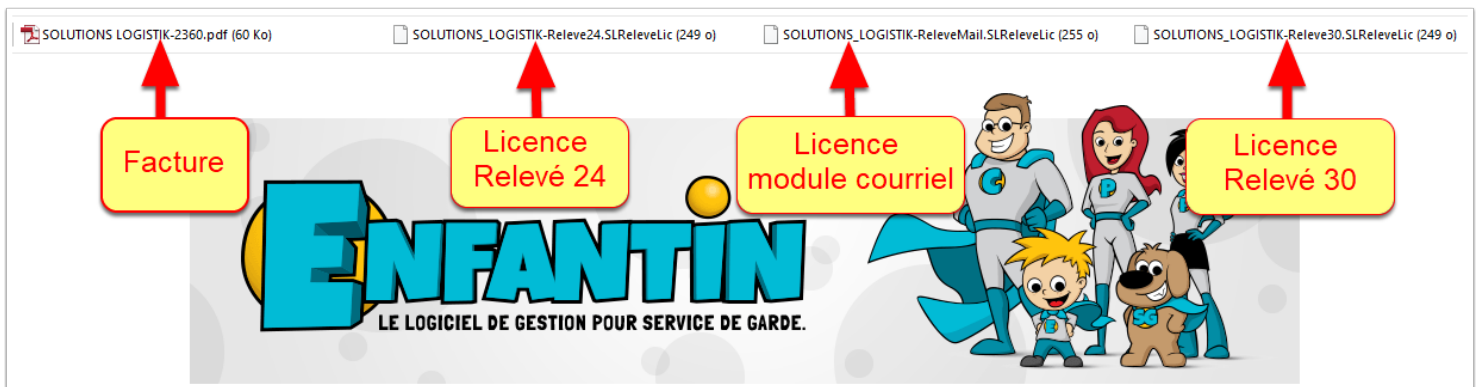 SOLUTIONS LOGISTIK-2360.pdf (60 Ko)
SOLUTIONS_LOGISTIK-Releve24.SLReleveLic (249 o)
SOLUTIONS_LOGISTIK-ReleveMail.SLReleveLic (255 o)
SOLUTIONS_LOGISTIK-Releve30.SLReleveLic (249 o)
Facture
Licence
Relevé 24
Licence
module courriel
Licence
Relevé 30
ENFANTIN
LE LOGICIEL DE GESTION POUR SERVICE DE GARDE.
C
P
E
SG